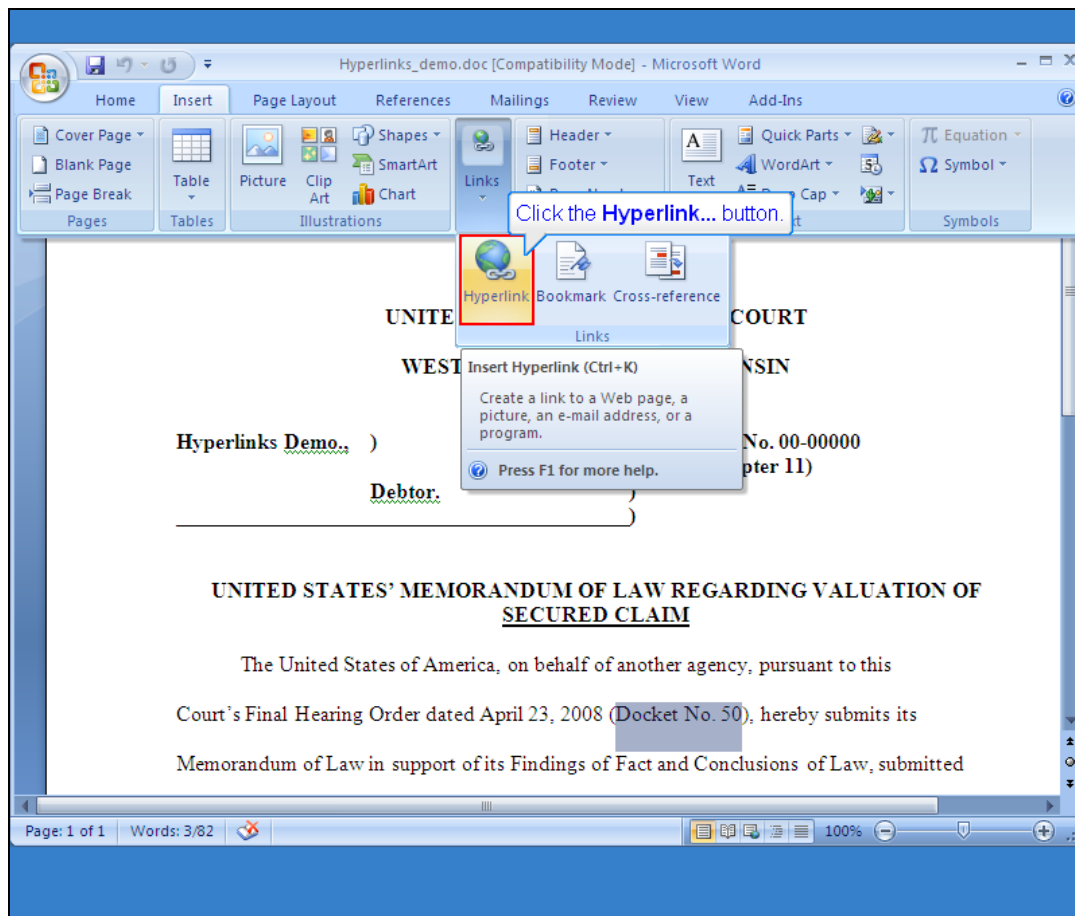 Hyperlinks_demo.doc [Compatibility Mode] - Microsoft Word
Home Insert Page Layout References Mailings Review View Add-Ins
Cover Page
Blank Page
Page Break
Pages
Table
Tables
Picture
Clip Art
Shapes
SmartArt
Chart
Illustrations
Links
Header
Footer
Text
A
Quick Parts
WordArt
Cap
π Equation
Ω Symbol
Symbols
Click the Hyperlink... button.
Hyperlink Bookmark Cross-reference
Links
Insert Hyperlink (Ctrl+K)
Create a link to a Web page, a
picture, an e-mail address, or a
program.
Press F1 for more help.
UNITE COURT
WEST NSIN
Hyperlinks Demo., ) No. 00-00000
pter 11)
Debtor. )
)
UNITED STATES’ MEMORANDUM OF LAW REGARDING VALUATION OF
SECURED CLAIM
The United States of America, on behalf of another agency, pursuant to this
Court’s Final Hearing Order dated April 23, 2008 (Docket No. 50), hereby submits its
Memorandum of Law in support of its Findings of Fact and Conclusions of Law, submitted
Page: 1 of 1 Words: 3/82 100%